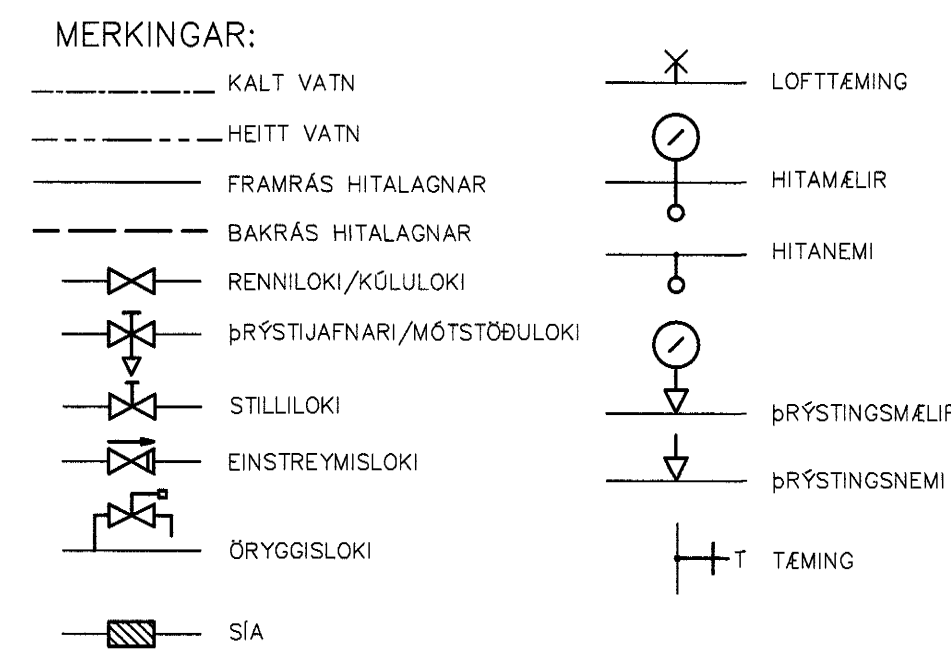 MERKINGAR:
KALT VATN
HEITT VATN
FRAMRÁS HITALAGNAR
BAKRÁS HITALAGNAR
RENNILOKI/KÚLULOKI
ÞRÝSTIJAFNARI/MÓTSTÖÐULOKI
STILLILOKI
EINSTREYMISLOKI
ÖRYGGISLOKI
SÍA
LOFTTÆMING
HITAMÆLIR
HITANEMI
ÞRÝSTINGSMÆLIR
ÞRÝSTINGSNEMI
T TÆMING